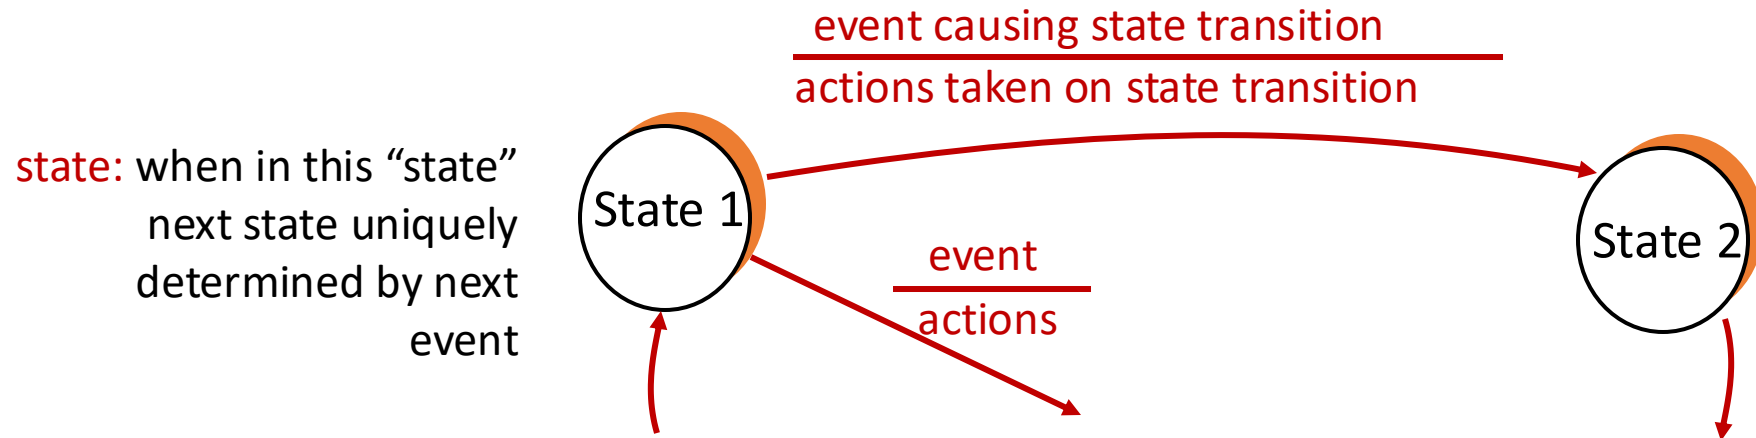 event causing state transition
actions taken on state transition
state: when in this “state”
next state uniquely
determined by next
event
State 1
event
actions
State 2